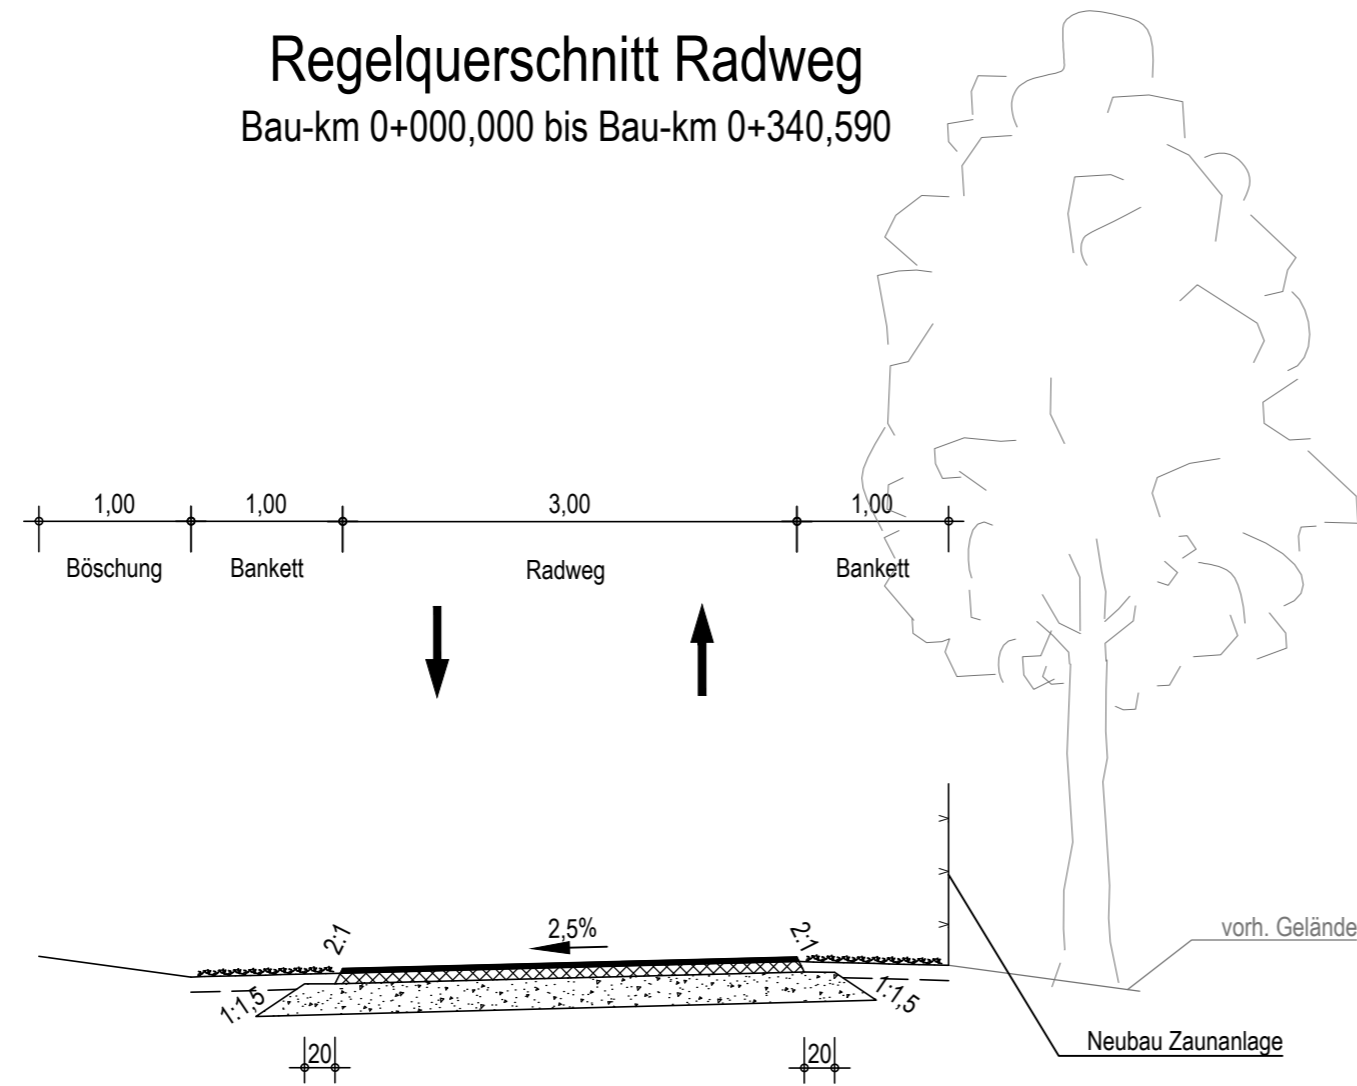 Regelquerschnitt Radweg
Bau-km 0+000,000 bis Bau-km 0+340,590
1,00 1,00 3,00 1,00
Böschung Bankett Radweg Bankett
2:1 2,5% 2:1
vorh. Gelände
1:1,5 1:1,5
Neubau Zaunanlage
20 20